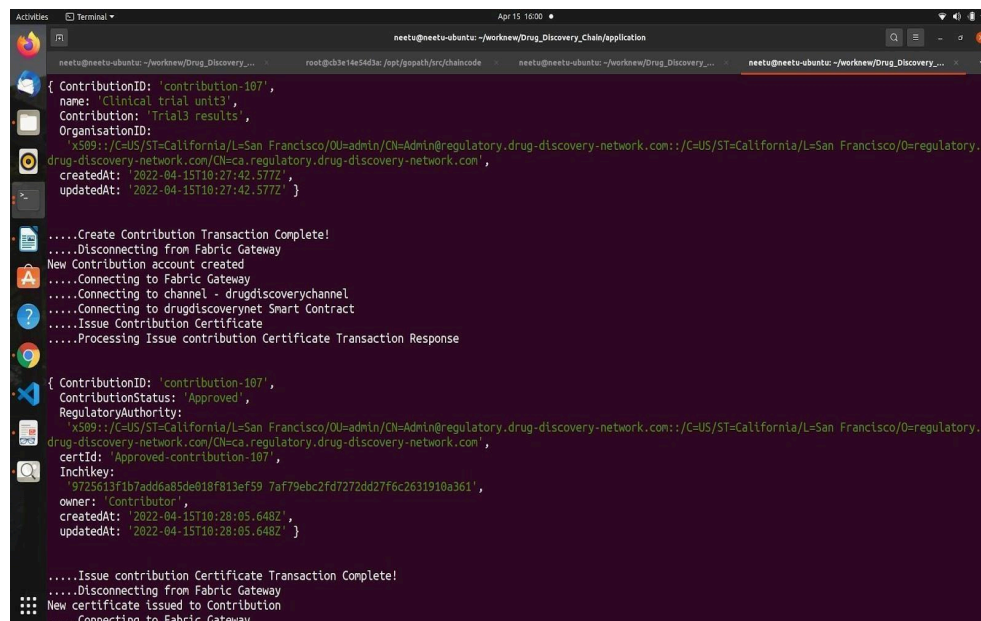 Activities
Terminal
Apr 15 16:00
neetu@neetu-ubuntu: ~/worknew/Drug_Discovery_Chain/application
neetu@neetu-ubuntu: ~/worknew/Drug_Discovery_...
root@cb3e14e54d3a: /opt/gopath/src/chaincode
neetu@neetu-ubuntu: ~/worknew/Drug_Discovery_...
neetu@neetu-ubuntu: ~/worknew/Drug_Discovery_...
{ ContributionID: 'contribution-107',
name: 'Clinical trial unit3',
Contribution: 'Trial3 results',
OrganisationID:
'x509::/C=US/ST=California/L=San Francisco/OU=admin/CN=Admin@regulatory.drug-discovery-network.com::/C=US/ST=California/L=San Francisco/O=regulatory.
drug-discovery-network.com/CN=ca.regulatory.drug-discovery-network.com',
createdAt: '2022-04-15T10:27:42.577Z',
updatedAt: '2022-04-15T10:27:42.577Z' }
.....Create Contribution Transaction Complete!
.....Disconnecting from Fabric Gateway
New Contribution account created
.....Connecting to Fabric Gateway
.....Connecting to channel - drugdiscoverychannel
.....Connecting to drugdiscoverynet Smart Contract
.....Issue Contribution Certificate
.....Processing Issue contribution Certificate Transaction Response
{ ContributionID: 'contribution-107',
ContributionStatus: 'Approved',
RegulatoryAuthority:
'x509::/C=US/ST=California/L=San Francisco/OU=admin/CN=Admin@regulatory.drug-discovery-network.com::/C=US/ST=California/L=San Francisco/O=regulatory.
drug-discovery-network.com/CN=ca.regulatory.drug-discovery-network.com',
certId: 'Approved-contribution-107',
Inchikey:
'9725613f1b7add6a85de018f813ef59 7af79ebc2fd7272dd27f6c2631910a361',
owner: 'Contributor',
createdAt: '2022-04-15T10:28:05.648Z',
updatedAt: '2022-04-15T10:28:05.648Z' }
.....Issue contribution Certificate Transaction Complete!
.....Disconnecting from Fabric Gateway
New certificate issued to Contribution
.....Connecting to Fabric Gateway